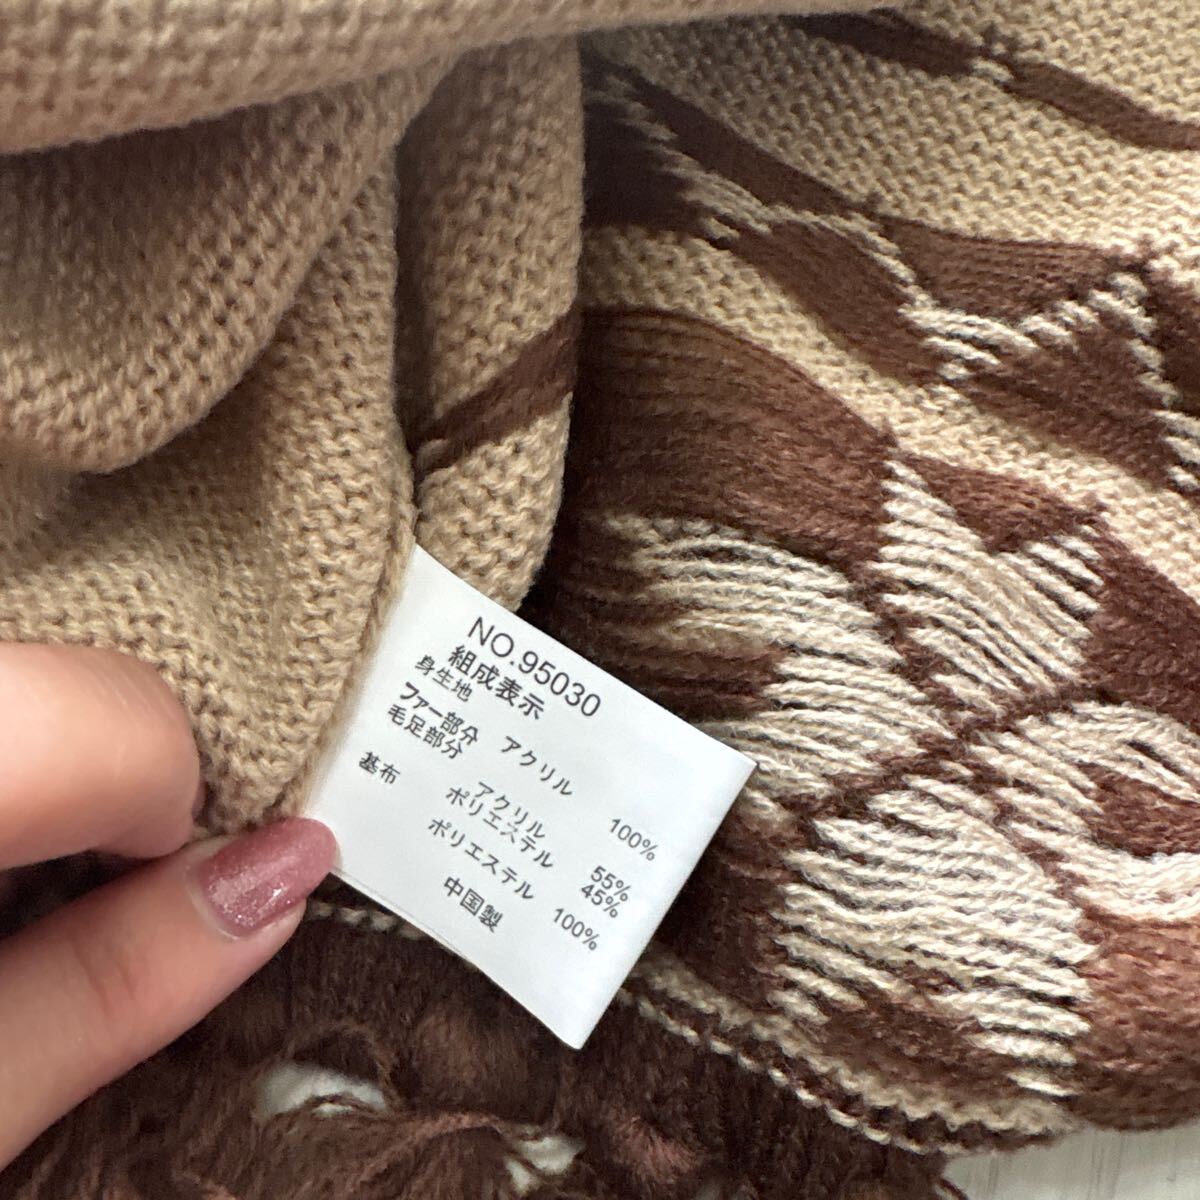 NO.95030
組成表示
身生地 アクリル 100%
ファー部分
毛足部分 アクリル 55%
ポリエステル 45%
基布 ポリエステル 100%
中国製